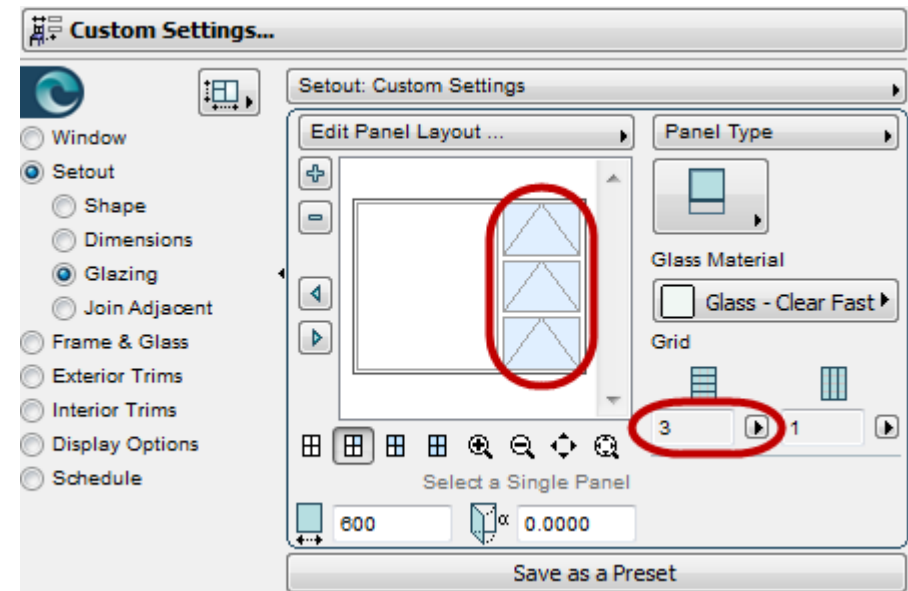 Custom Settings...
Setout: Custom Settings
Window
Setout
Shape
Dimensions
Glazing
Join Adjacent
Frame & Glass
Exterior Trims
Interior Trims
Display Options
Schedule
Edit Panel Layout ...
Panel Type
Glass Material
Glass - Clear Fast
Grid
3
1
Select a Single Panel
600
α
0.0000
Save as a Preset